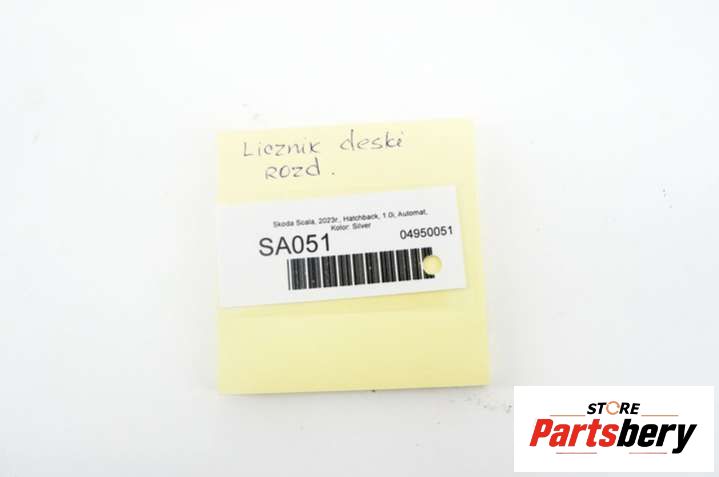 Licznik deski
rozd.
Skoda Scala, 2023r., Hatchback, 1.0i, Automat,
Kolor: Silver
SA051
04950051
STORE
Partsbery